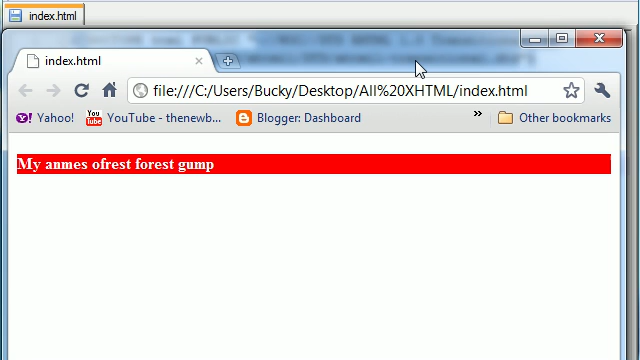 index.html
index.html
file:///C:/Users/Bucky/Desktop/All%20XHTML/index.html
Yahoo! YouTube - thenewb... Blogger: Dashboard » Other bookmarks
My anmes ofrest forest gump